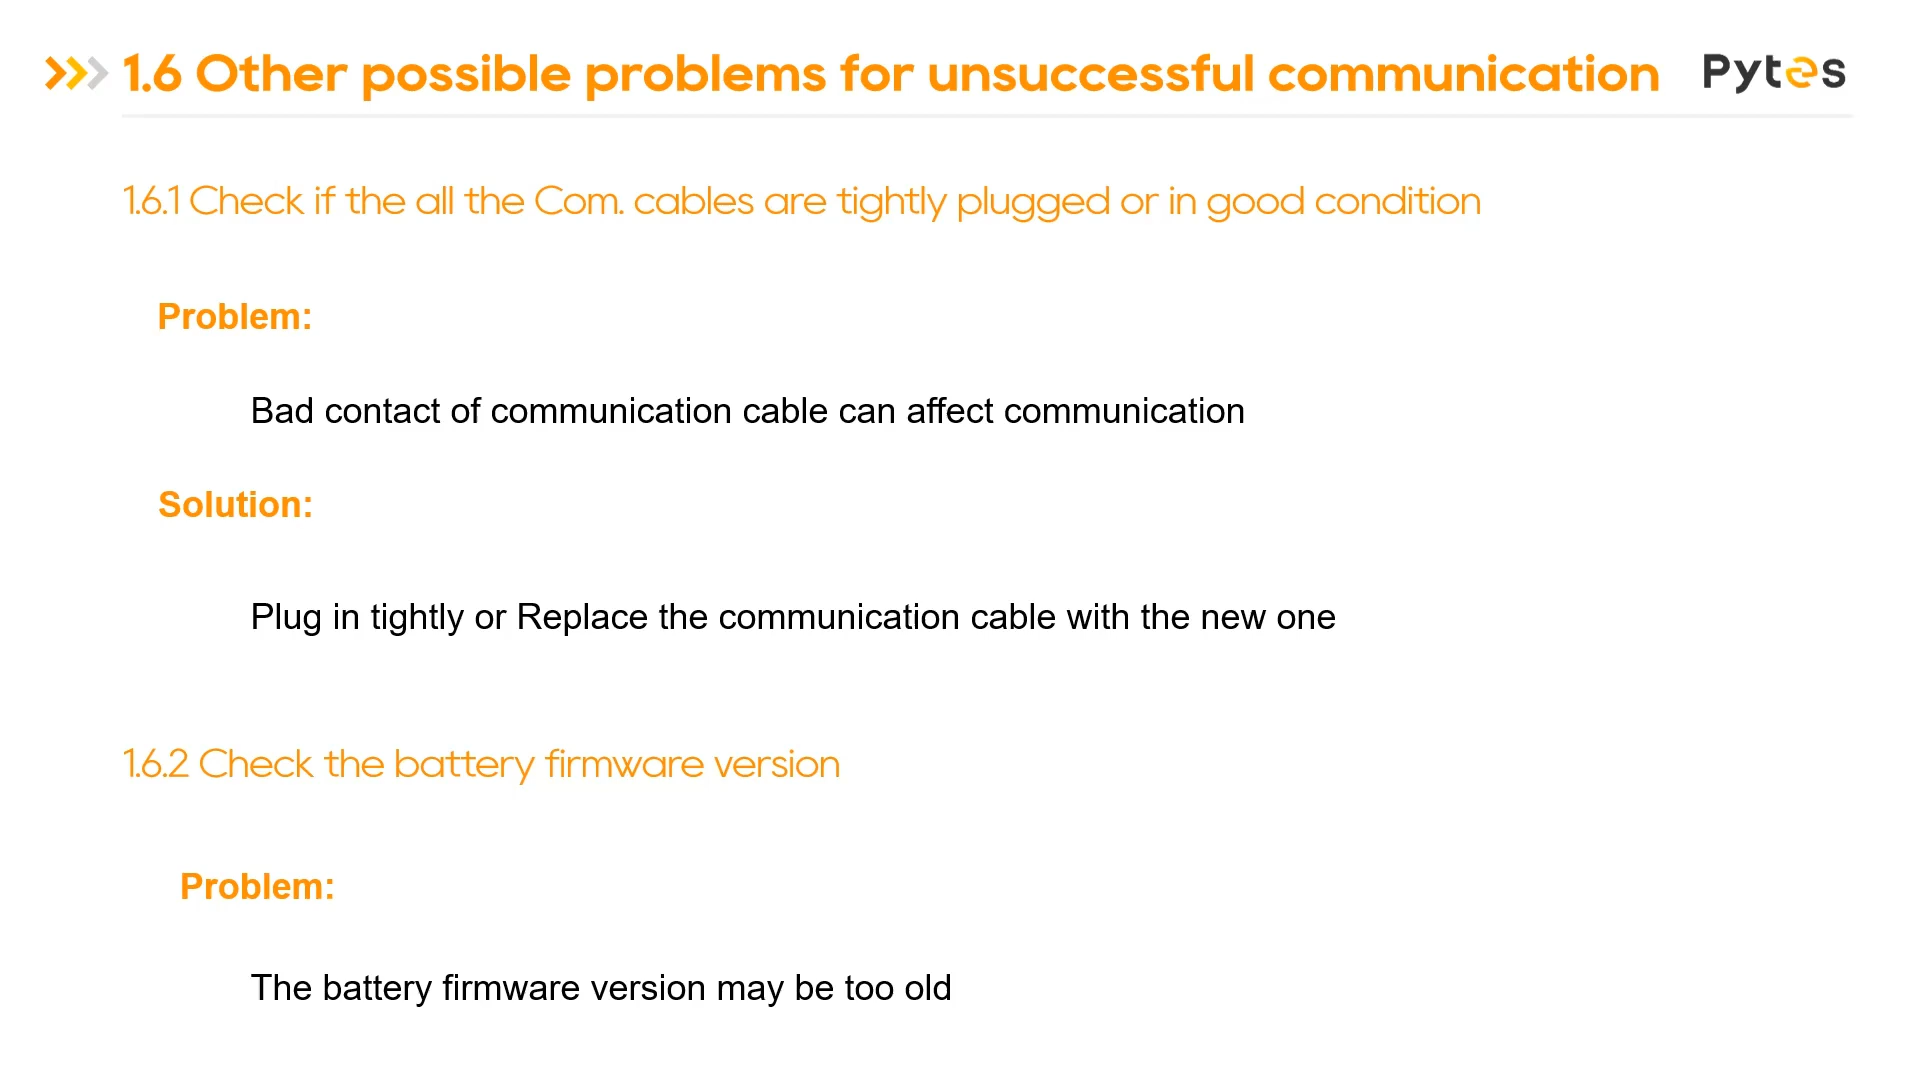 1.6 Other possible problems for unsuccessful communication
Pytes
1.6.1 Check if the all the Com. cables are tightly plugged or in good condition
Problem:
Bad contact of communication cable can affect communication
Solution:
Plug in tightly or Replace the communication cable with the new one
1.6.2 Check the battery firmware version
Problem:
The battery firmware version may be too old